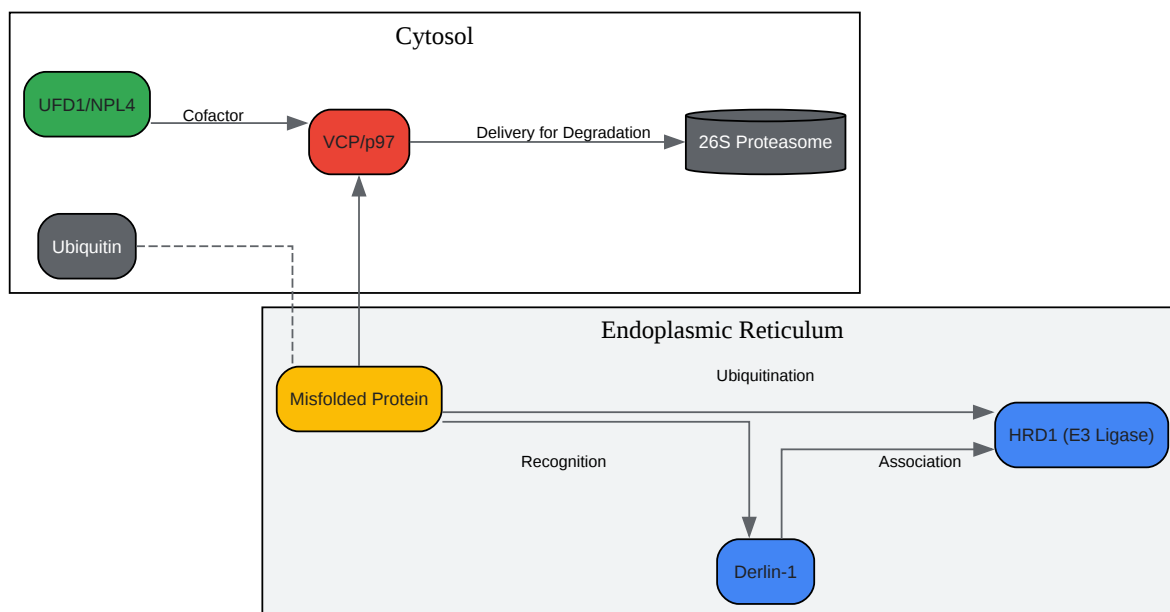 Cytosol
UFD1/NPL4
Cofactor
VCP/p97
Delivery for Degradation
26S Proteasome
Ubiquitin
Endoplasmic Reticulum
Misfolded Protein
Ubiquitination
HRD1 (E3 Ligase)
Recognition
Association
Derlin-1